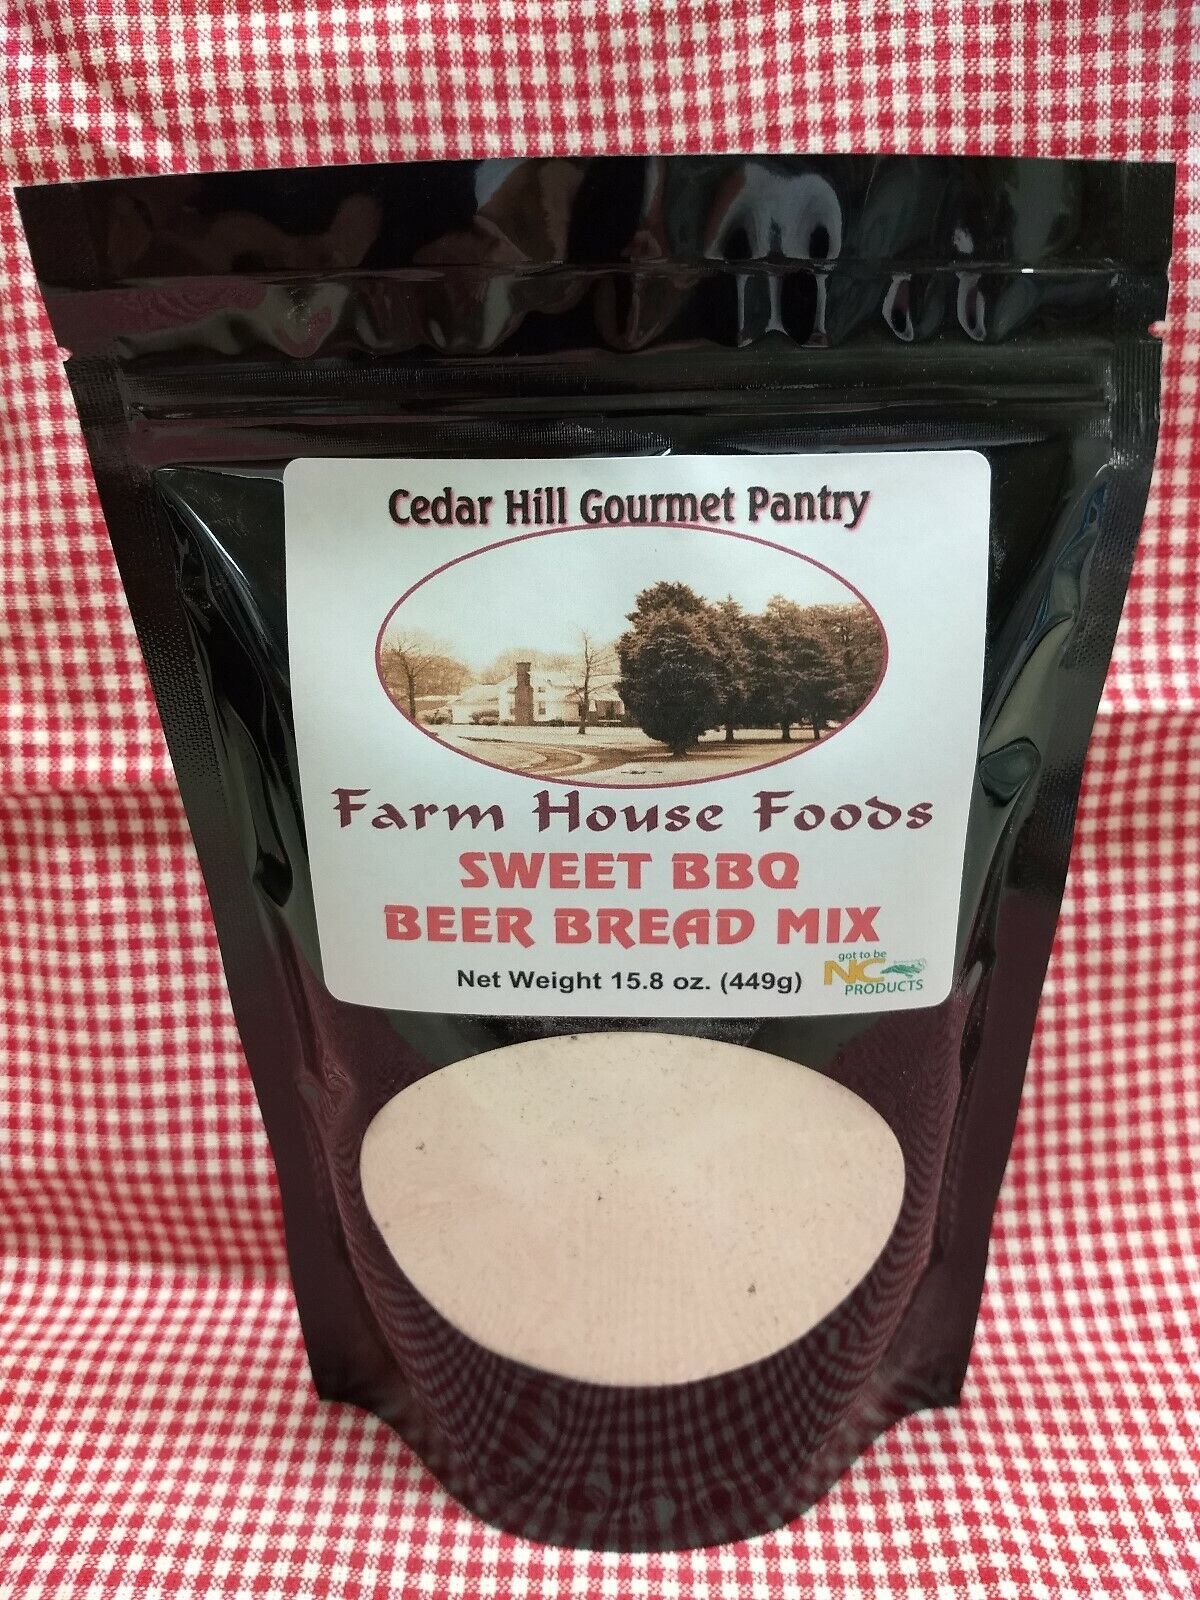 Cedar Hill Gourmet Pantry
Farm House Foods
SWEET BBQ
BEER BREAD MIX
Net Weight 15.8 oz. (449g)
got to be
NC
PRODUCTS